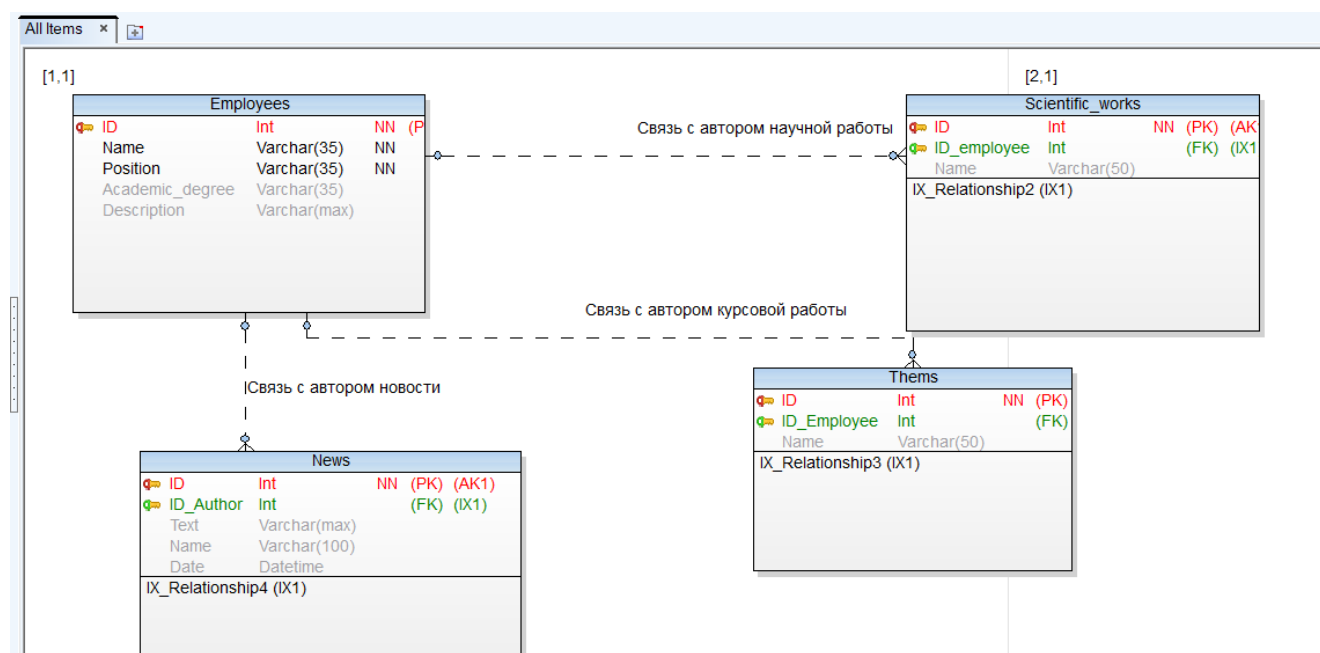 All Items
[1,1]
[2,1]
Employees
ID Int NN (P
Name Varchar(35) NN
Position Varchar(35) NN
Academic_degree Varchar(35)
Description Varchar(max)
Связь с автором научной работы
Scientific_works
ID Int NN (PK) (AK
ID_employee Int (FK) (IX1
Name Varchar(50)
IX_Relationship2 (IX1)
Связь с автором курсовой работы
Связь с автором новости
Thems
ID Int NN (PK)
ID_Employee Int (FK)
Name Varchar(50)
IX_Relationship3 (IX1)
News
ID Int NN (PK) (AK1)
ID_Author Int (FK) (IX1)
Text Varchar(max)
Name Varchar(100)
Date Datetime
IX_Relationship4 (IX1)